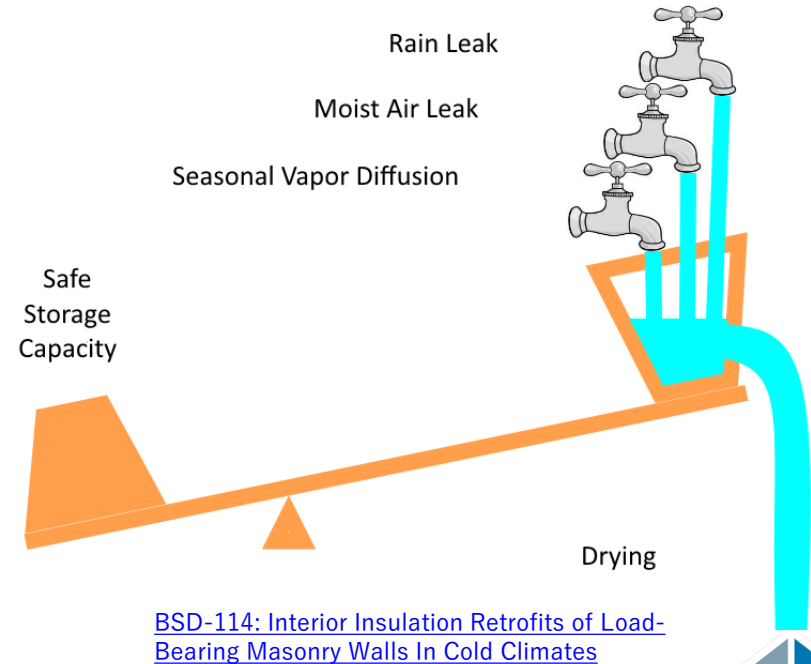 Rain Leak
Moist Air Leak
Seasonal Vapor Diffusion
Safe
Storage
Capacity
Drying
BSD-114: Interior Insulation Retrofits of Load-
Bearing Masonry Walls In Cold Climates